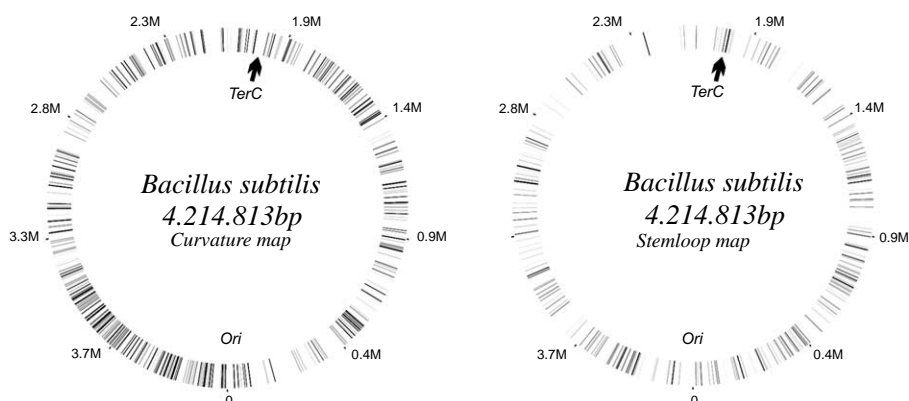 2.3M
1.9M
TerC
2.8M
1.4M
Bacillus subtilis
4.214.813bp
Curvature map
3.3M
0.9M
Ori
3.7M
0.4M
0
2.3M
1.9M
TerC
2.8M
1.4M
Bacillus subtilis
4.214.813bp
Stemloop map
0.9M
3.7M
0.4M
Ori
0